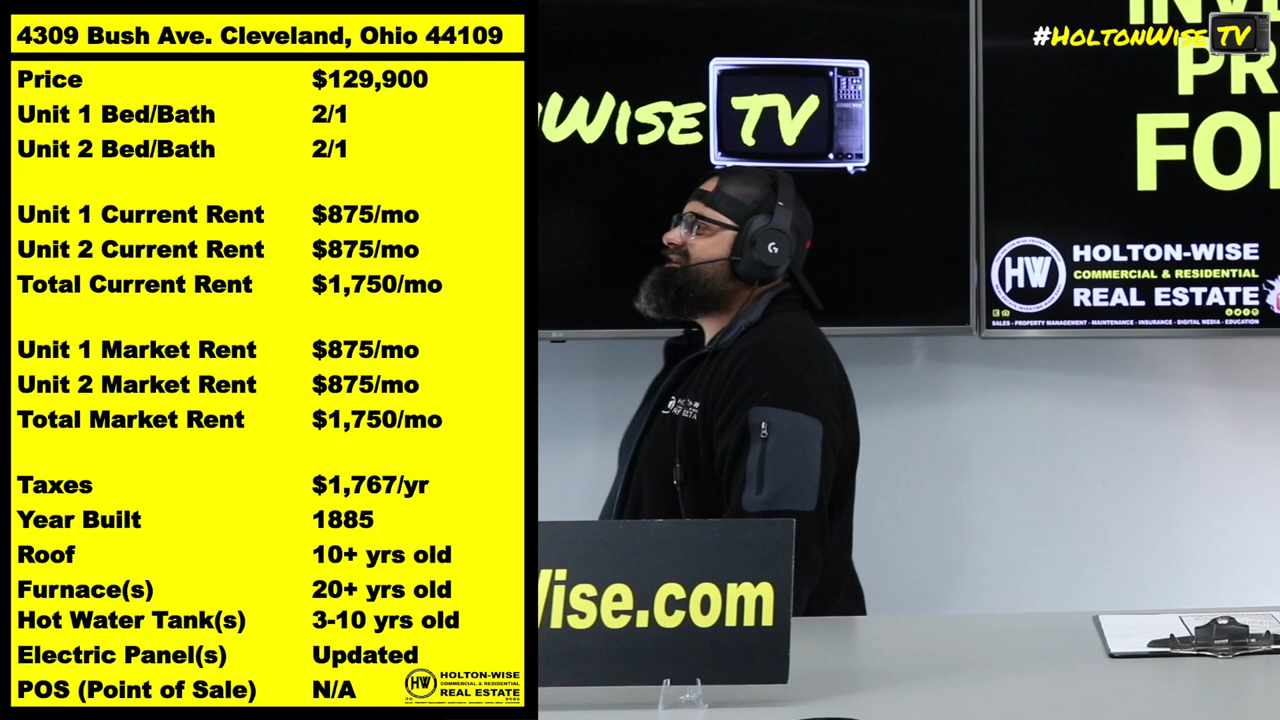 4309 Bush Ave. Cleveland, Ohio 44109
Price $129,900
Unit 1 Bed/Bath 2/1
Unit 2 Bed/Bath 2/1
Unit 1 Current Rent $875/mo
Unit 2 Current Rent $875/mo
Total Current Rent $1,750/mo
Unit 1 Market Rent $875/mo
Unit 2 Market Rent $875/mo
Total Market Rent $1,750/mo
Taxes $1,767/yr
Year Built 1885
Roof 10+ yrs old
Furnace(s) 20+ yrs old
Hot Water Tank(s) 3-10 yrs old
Electric Panel(s) Updated
POS (Point of Sale) N/A
HW
HOLTON-WISE
COMMERCIAL & RESIDENTIAL
REAL ESTATE
#HOLTONWISE TV
WISE TV
G
INV
PR
FO
HW
HOLTON-WISE
COMMERCIAL & RESIDENTIAL
REAL ESTATE
SALES - PROPERTY MANAGEMENT - MAINTENANCE - INSURANCE - DIGITAL MEDIA - EDUCATION
Wise.com